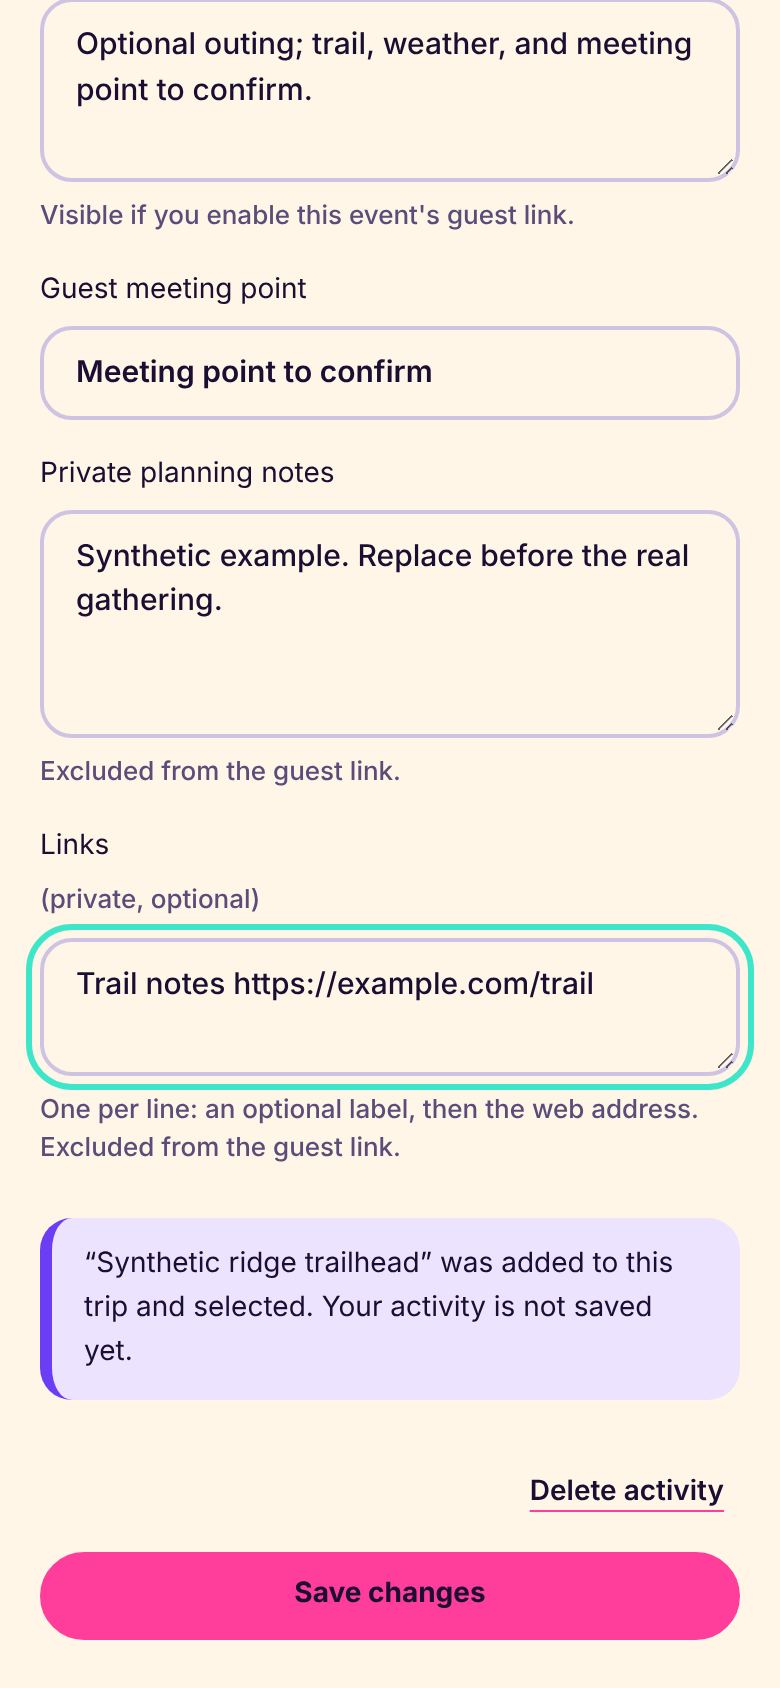 Optional outing; trail, weather, and meeting
point to confirm.
Visible if you enable this event's guest link.
Guest meeting point
Meeting point to confirm
Private planning notes
Synthetic example. Replace before the real
gathering.
Excluded from the guest link.
Links
(private, optional)
Trail notes https://example.com/trail
One per line: an optional label, then the web address.
Excluded from the guest link.
“Synthetic ridge trailhead” was added to this
trip and selected. Your activity is not saved
yet.
Delete activity
Save changes